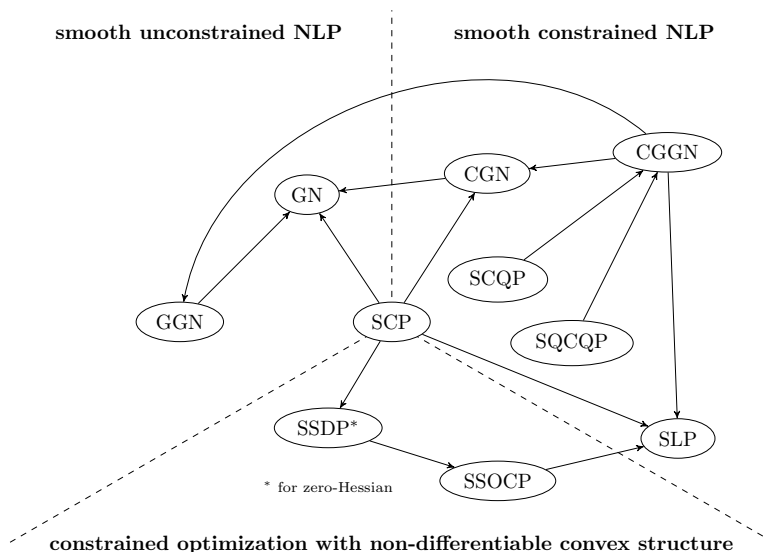 smooth unconstrained NLP
smooth constrained NLP
CGGN
CGN
GN
SCQP
GGN
SCP
SQCQP
SSDP*
SLP
SSOCP
* for zero-Hessian
constrained optimization with non-differentiable convex structure